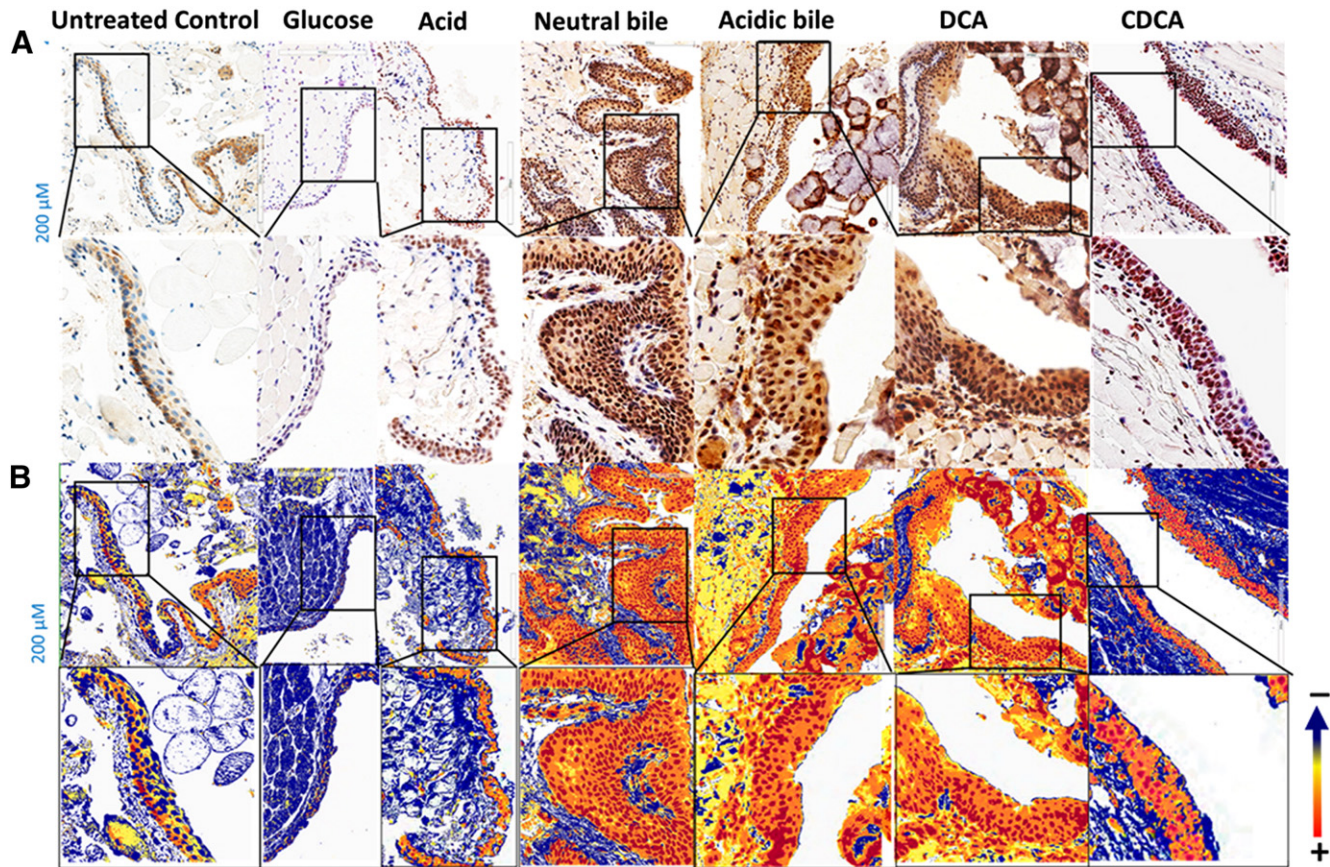 Untreated Control Glucose Acid Neutral bile Acidic bile DCA CDCA
A
200 µM
B
200 µM
−
+